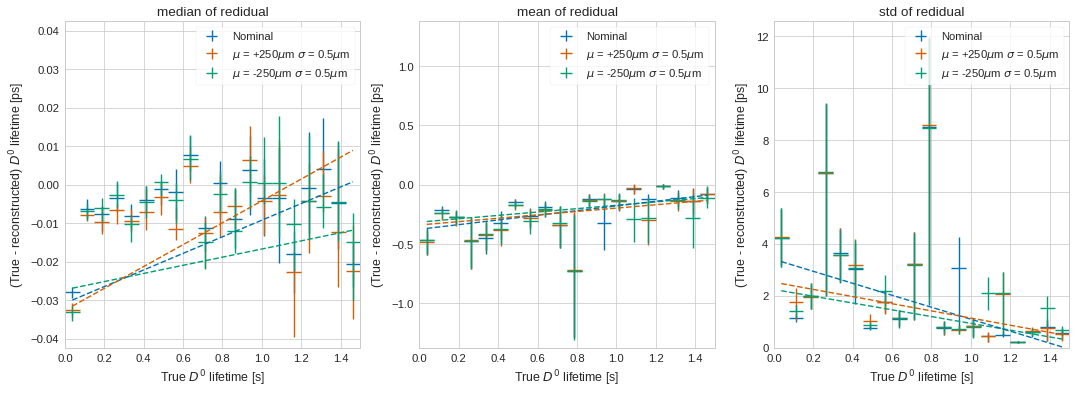 median of redidual
(True - reconstructed) D⁰ lifetime [ps]
0.04
0.03
0.02
0.01
0.00
−0.01
−0.02
−0.03
−0.04
Nominal
μ = +250μm σ = 0.5μm
μ = -250μm σ = 0.5μm
0.0 0.2 0.4 0.6 0.8 1.0 1.2 1.4
True D⁰ lifetime [s]
mean of redidual
(True - reconstructed) D⁰ lifetime [ps]
1.0
0.5
0.0
−0.5
−1.0
Nominal
μ = +250μm σ = 0.5μm
μ = -250μm σ = 0.5μm
0.0 0.2 0.4 0.6 0.8 1.0 1.2 1.4
True D⁰ lifetime [s]
std of redidual
(True - reconstructed) D⁰ lifetime [ps]
12
10
8
6
4
2
0
Nominal
μ = +250μm σ = 0.5μm
μ = -250μm σ = 0.5μm
0.0 0.2 0.4 0.6 0.8 1.0 1.2 1.4
True D⁰ lifetime [s]